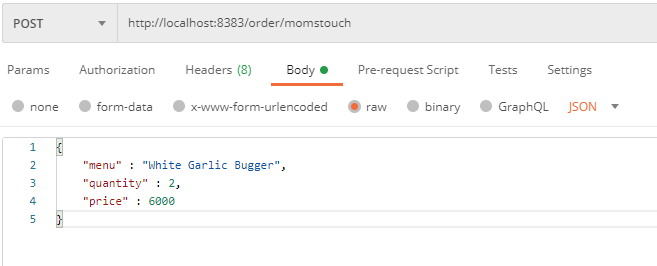 POST http://localhost:8383/order/momstouch
Params Authorization Headers (8) Body Pre-request Script Tests Settings
none form-data x-www-form-urlencoded raw binary GraphQL JSON
1 {
2 "menu" : "White Garlic Bugger",
3 "quantity" : 2,
4 "price" : 6000
5 }